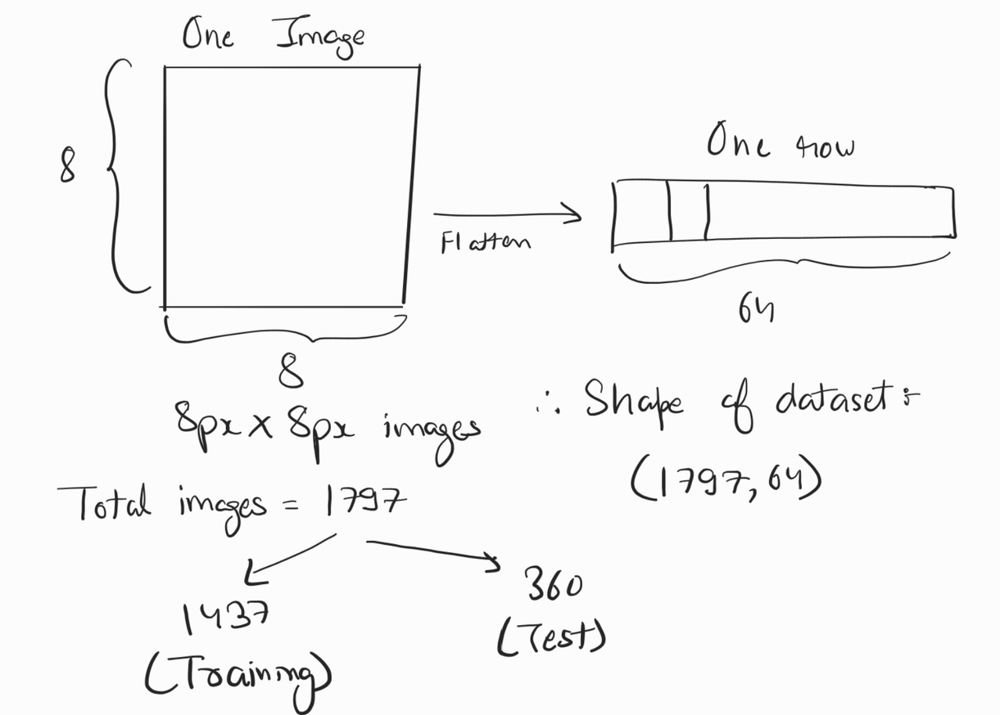 One Image
8
8
Flatten
One row
64
8px x 8px images
Total images = 1797
1437
(Training)
360
(Test)
∴ Shape of dataset :-
(1797, 64)